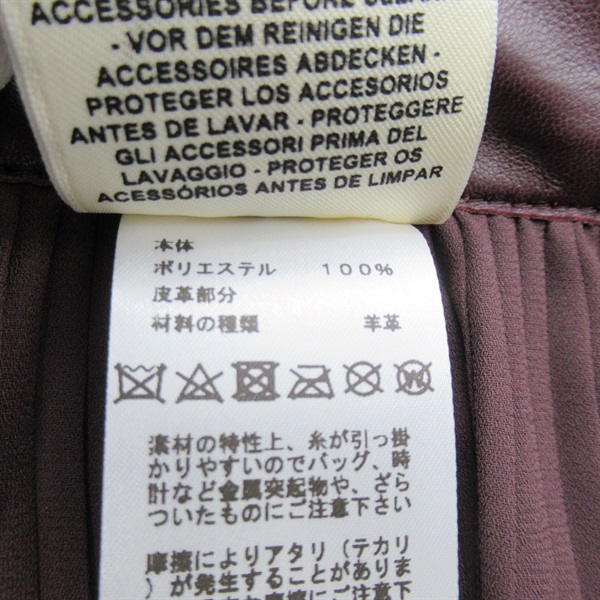 ACCESSORIES BEFORE
- VOR DEM REINIGEN DIE
ACCESSOIRES ABDECKEN -
PROTEGER LOS ACCESORIOS
ANTES DE LAVAR - PROTEGGERE
GLI ACCESSORI PRIMA DEL
LAVAGGIO - PROTEGER OS
ACESSÓRIOS ANTES DE LIMPAR
本体
ポリエステル 100%
皮革部分
材料の種類 羊革
素材の特性上、糸が引っ掛
かりやすいのでバッグ、時
計など金属突起物や、ざら
ついたものにご注意下さい
摩擦によりアタリ(テカリ
)が発生することがありま